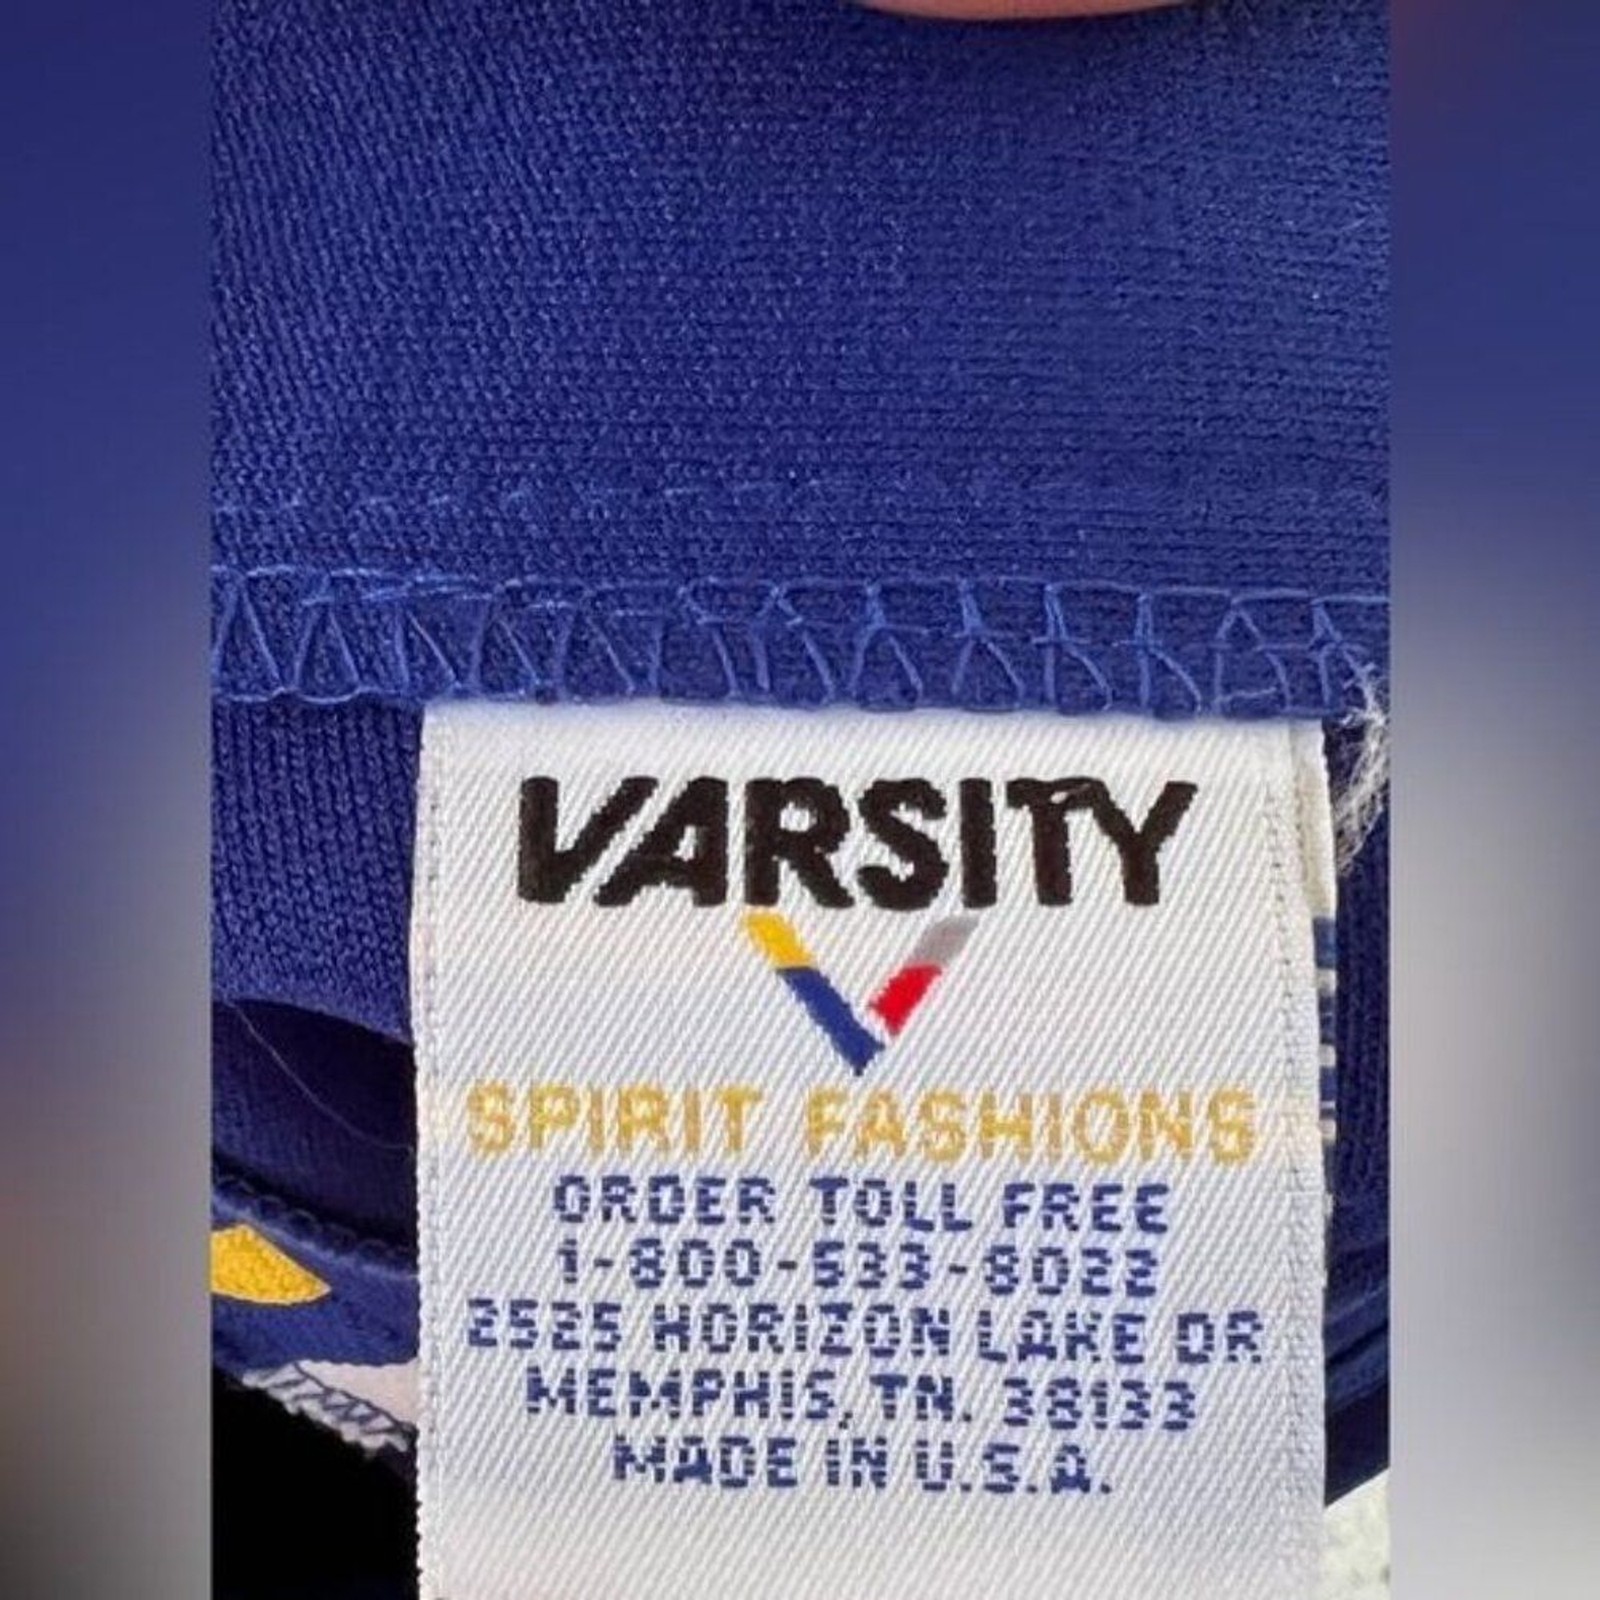 VARSITY
SPIRIT FASHIONS
ORDER TOLL FREE
1-800-533-8022
2525 HORIZON LAKE DR
MEMPHIS, TN. 38133
MADE IN U.S.A.